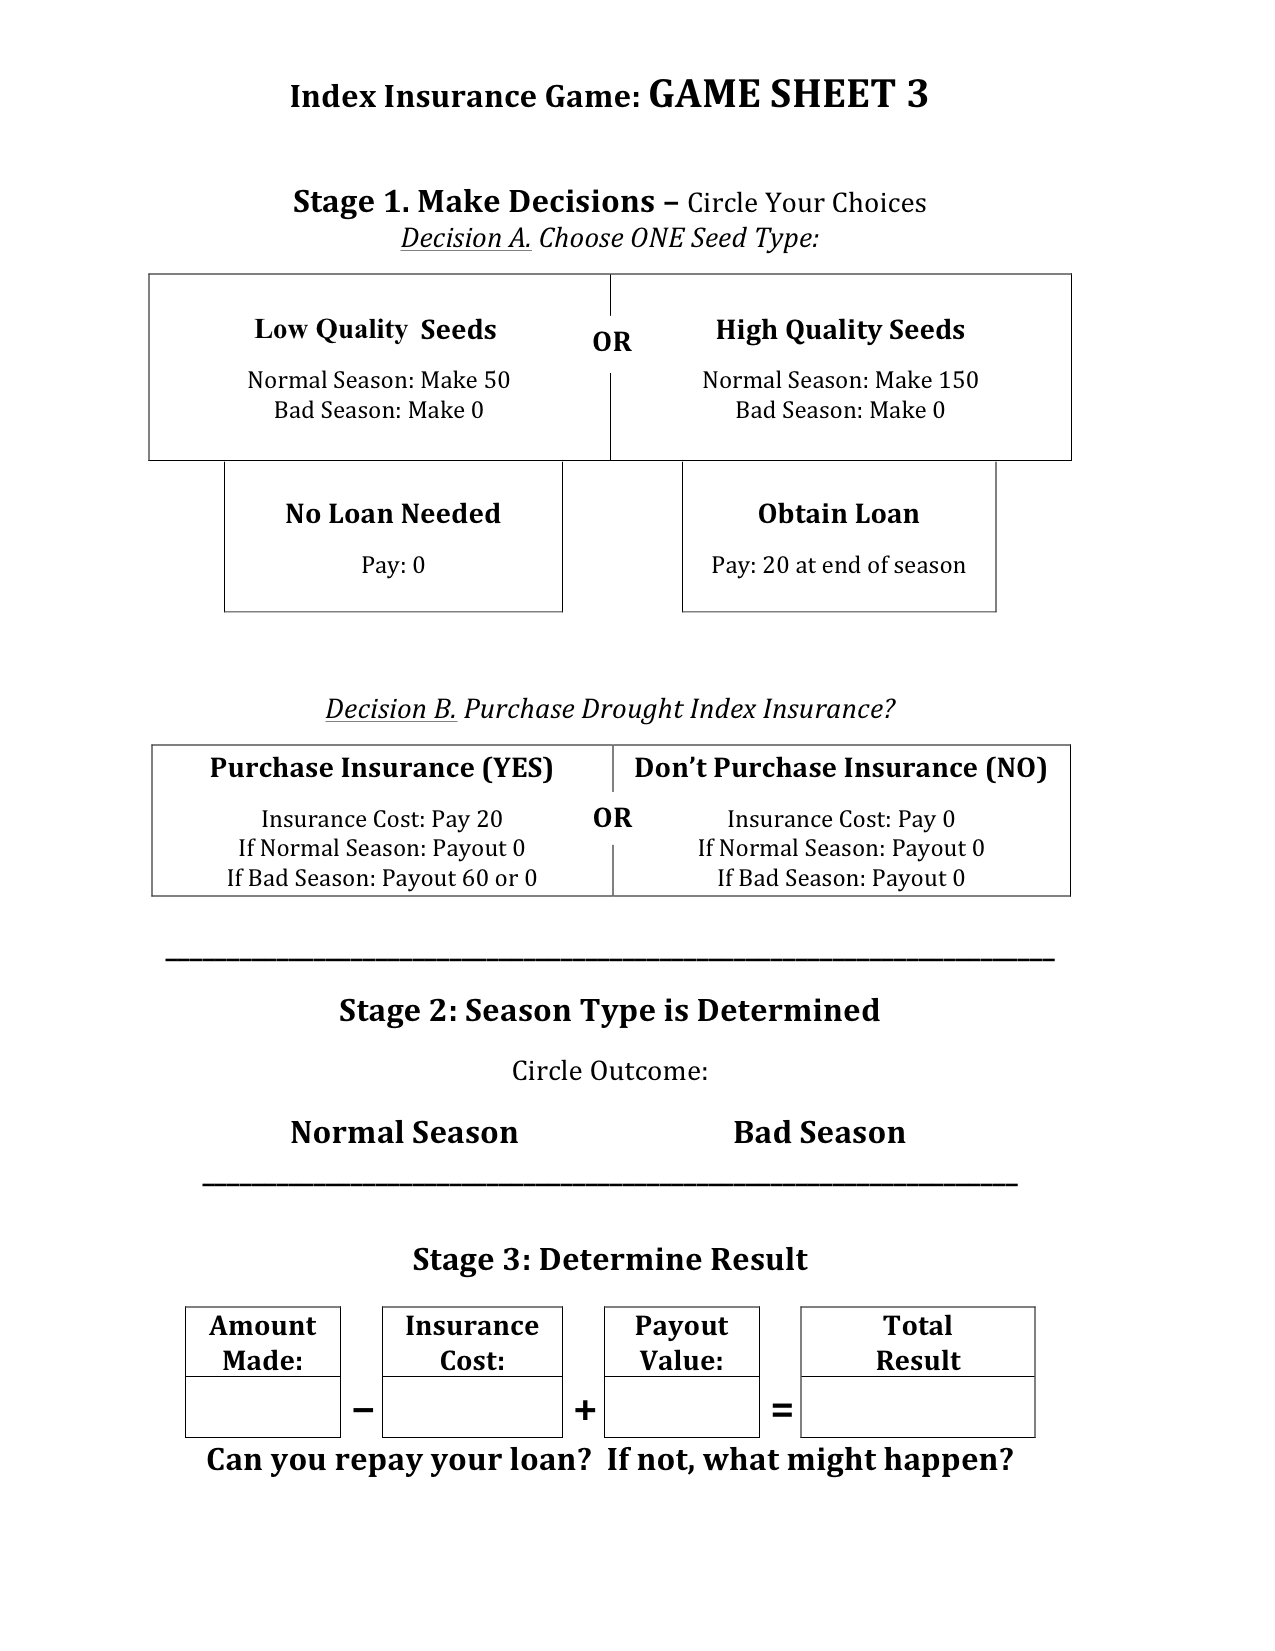 Index Insurance Game: GAME SHEET 3
Stage 1. Make Decisions – Circle Your Choices
Decision A. Choose ONE Seed Type:
Low Quality Seeds
Normal Season: Make 50
Bad Season: Make 0
OR
High Quality Seeds
Normal Season: Make 150
Bad Season: Make 0
No Loan Needed
Pay: 0
Obtain Loan
Pay: 20 at end of season
Decision B. Purchase Drought Index Insurance?
Purchase Insurance (YES)
Insurance Cost: Pay 20
If Normal Season: Payout 0
If Bad Season: Payout 60 or 0
OR
Don’t Purchase Insurance (NO)
Insurance Cost: Pay 0
If Normal Season: Payout 0
If Bad Season: Payout 0
Stage 2: Season Type is Determined
Circle Outcome:
Normal Season Bad Season
Stage 3: Determine Result
Amount
Made:
–
Insurance
Cost:
+
Payout
Value:
=
Total
Result
Can you repay your loan? If not, what might happen?